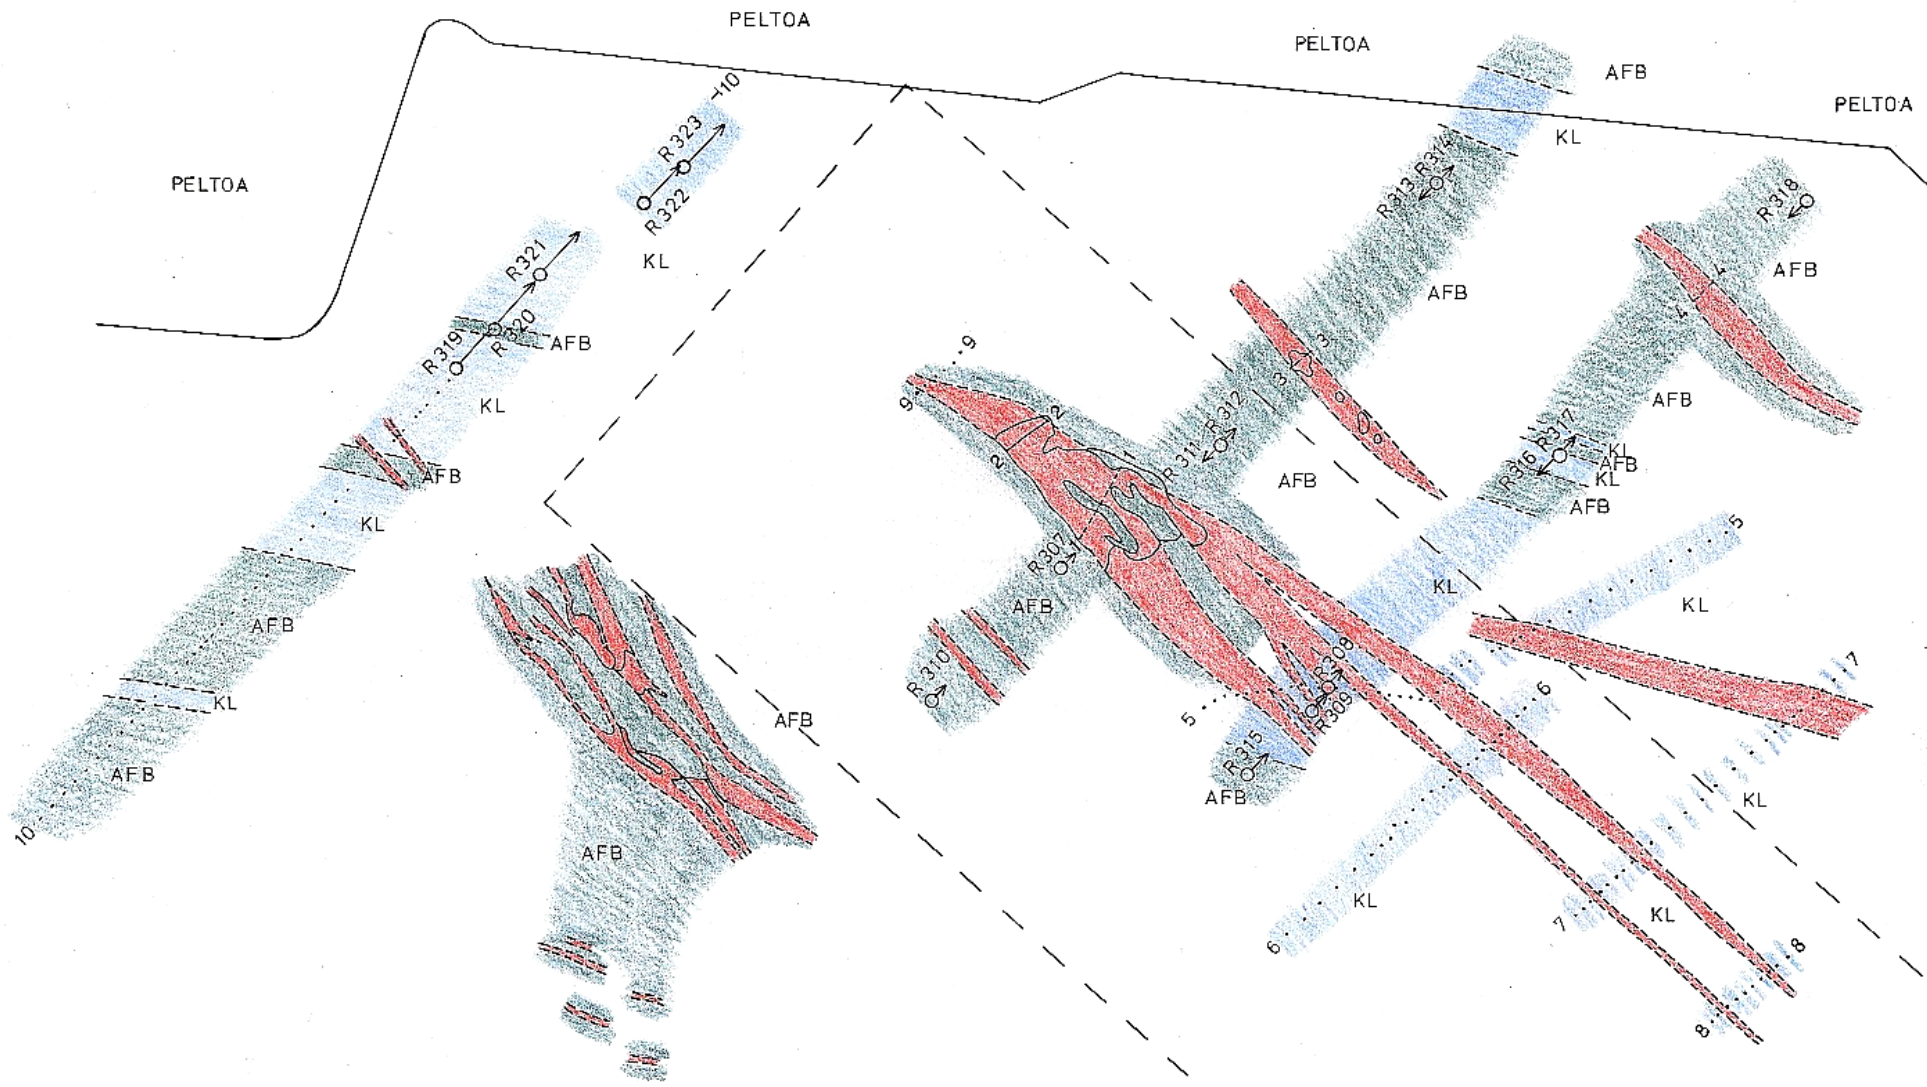 PELTOA
PELTOA
PELTOA
PELTOA
AFB
KL
10
R 323
R 322
KL
R 321
R 320
R 319
AFB
KL
AFB
KL
AFB
KL
AFB
10
R 314
R 313
AFB
R 318
AFB
4
4
3
3
R 312
R 311
AFB
9
9
2
2
1
1
R 307
AFB
R 310
AFB
R 317
R 316
KL
AFB
KL
AFB
KL
5
KL
5
R 308
R 309
R 315
AFB
6
6
KL
7
7
KL
KL
8
8
AFB
AFB